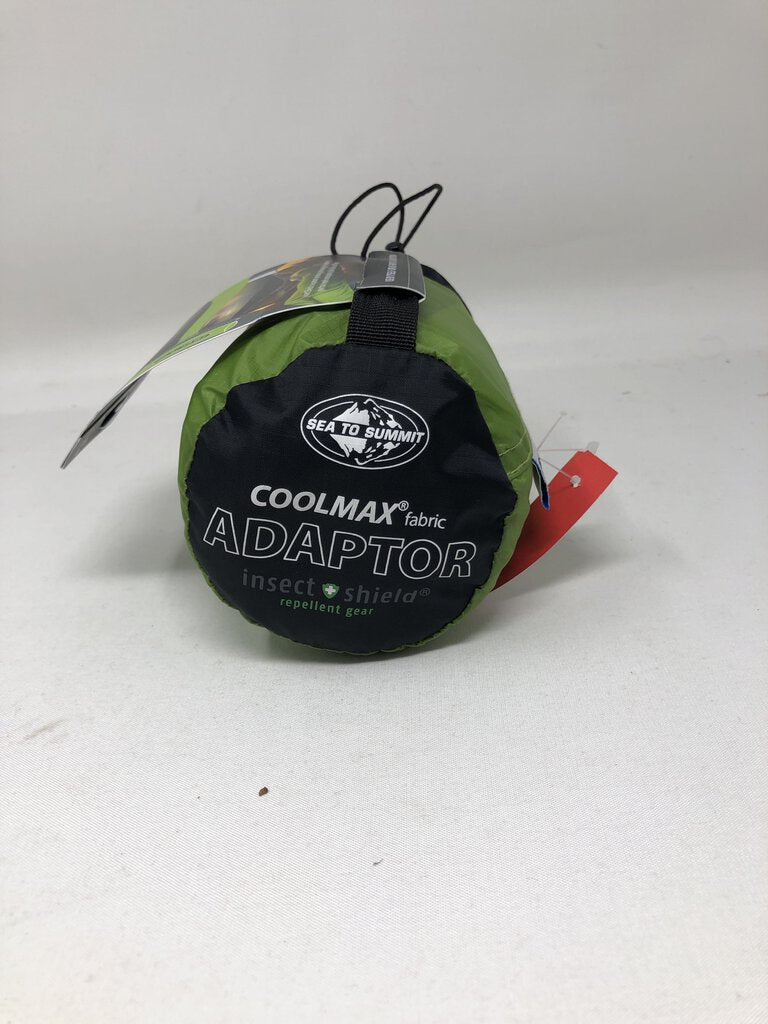 SEA TO SUMMIT
COOLMAX® fabric
ADAPTOR
insect shield®
repellent gear